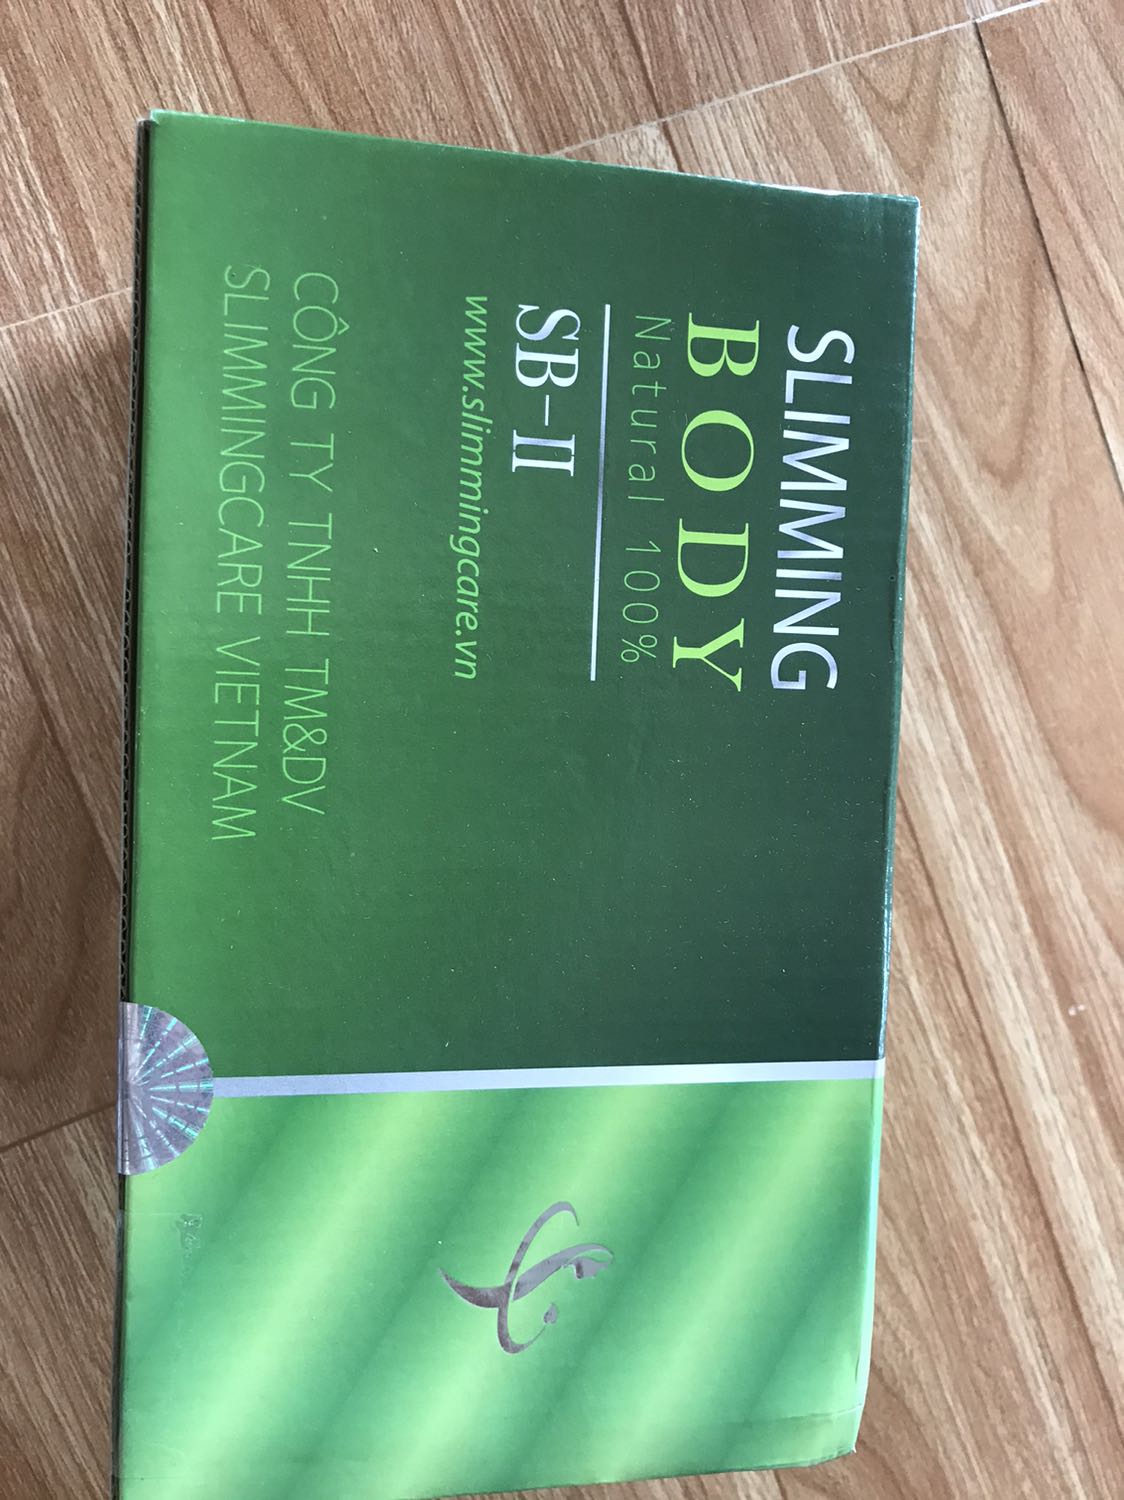 SLIMMING
BODY
Natural 100%
SB-II
www.slimmingcare.vn
CÔNG TY TNHH TM&DV
SLIMMINGCARE VIETNAM